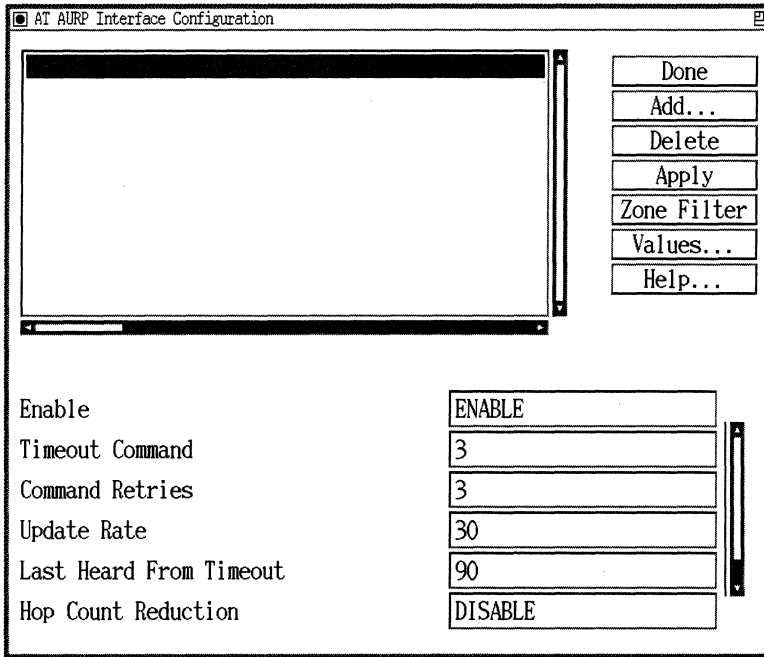 AT AURP Interface Configuration
Done
Add...
Delete
Apply
Zone Filter
Values...
Help...
Enable ENABLE
Timeout Command 3
Command Retries 3
Update Rate 30
Last Heard From Timeout 90
Hop Count Reduction DISABLE